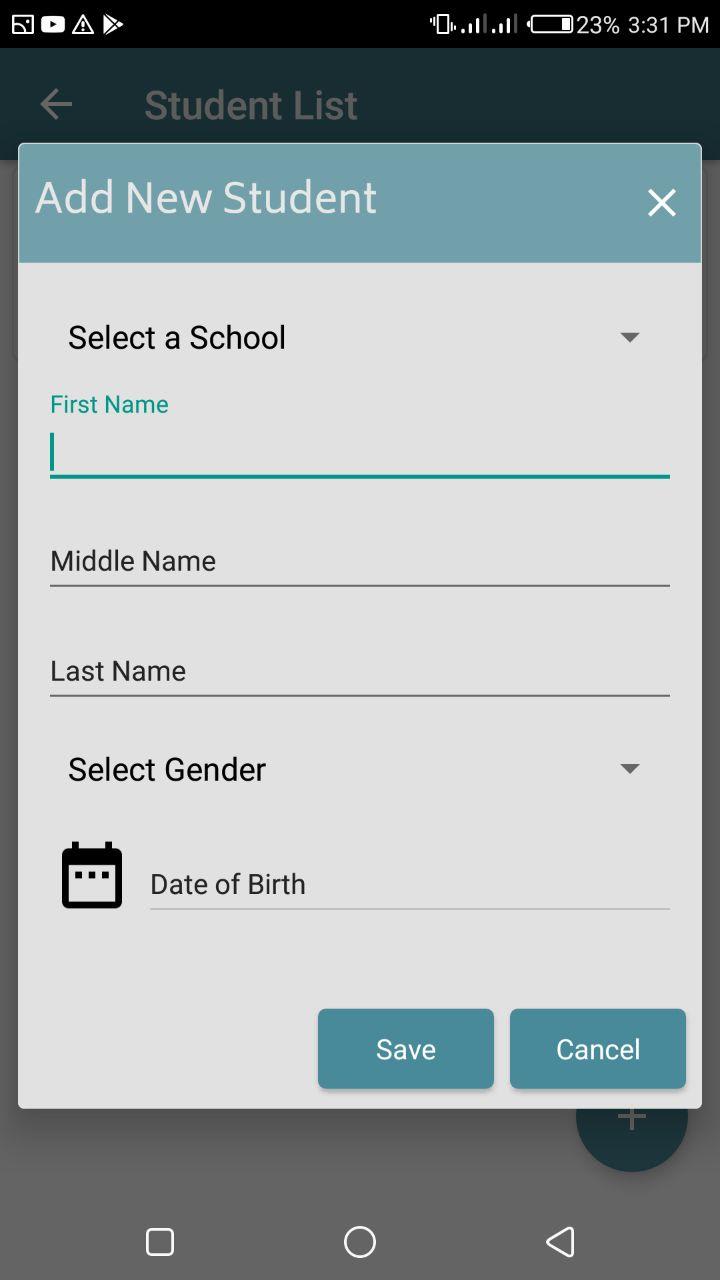 23% 3:31 PM
Student List
Add New Student
Select a School
First Name
Middle Name
Last Name
Select Gender
Date of Birth
Save Cancel